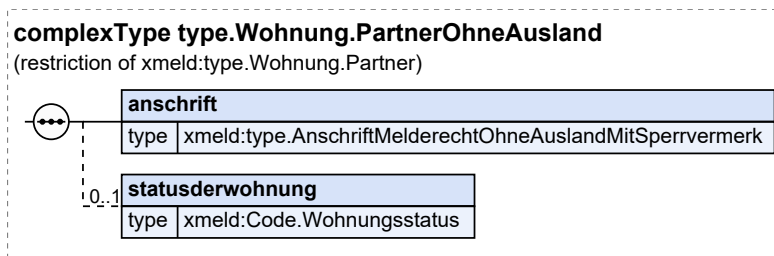 complexType type.Wohnung.PartnerOhneAusland
(restriction of xmeld:type.Wohnung.Partner)
anschrift
type xmeld:type.AnschriftMelderechtOhneAuslandMitSperrvermerk
0..1 statusderwohnung
type xmeld:Code.Wohnungsstatus